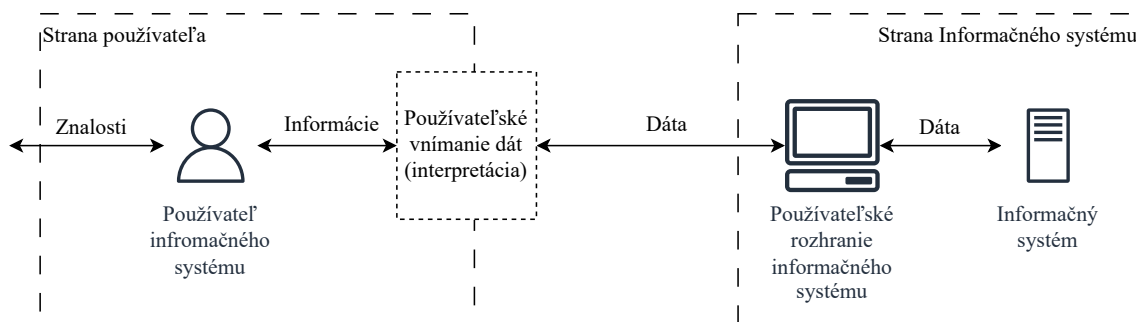 Strana používateľa
Strana Informačného systému
Znalosti
Informácie
Používateľské
vnímanie dát
(interpretácia)
Dáta
Dáta
Používateľ
infromačného
systému
Používateľské
rozhranie
informačného
systému
Informačný
systém